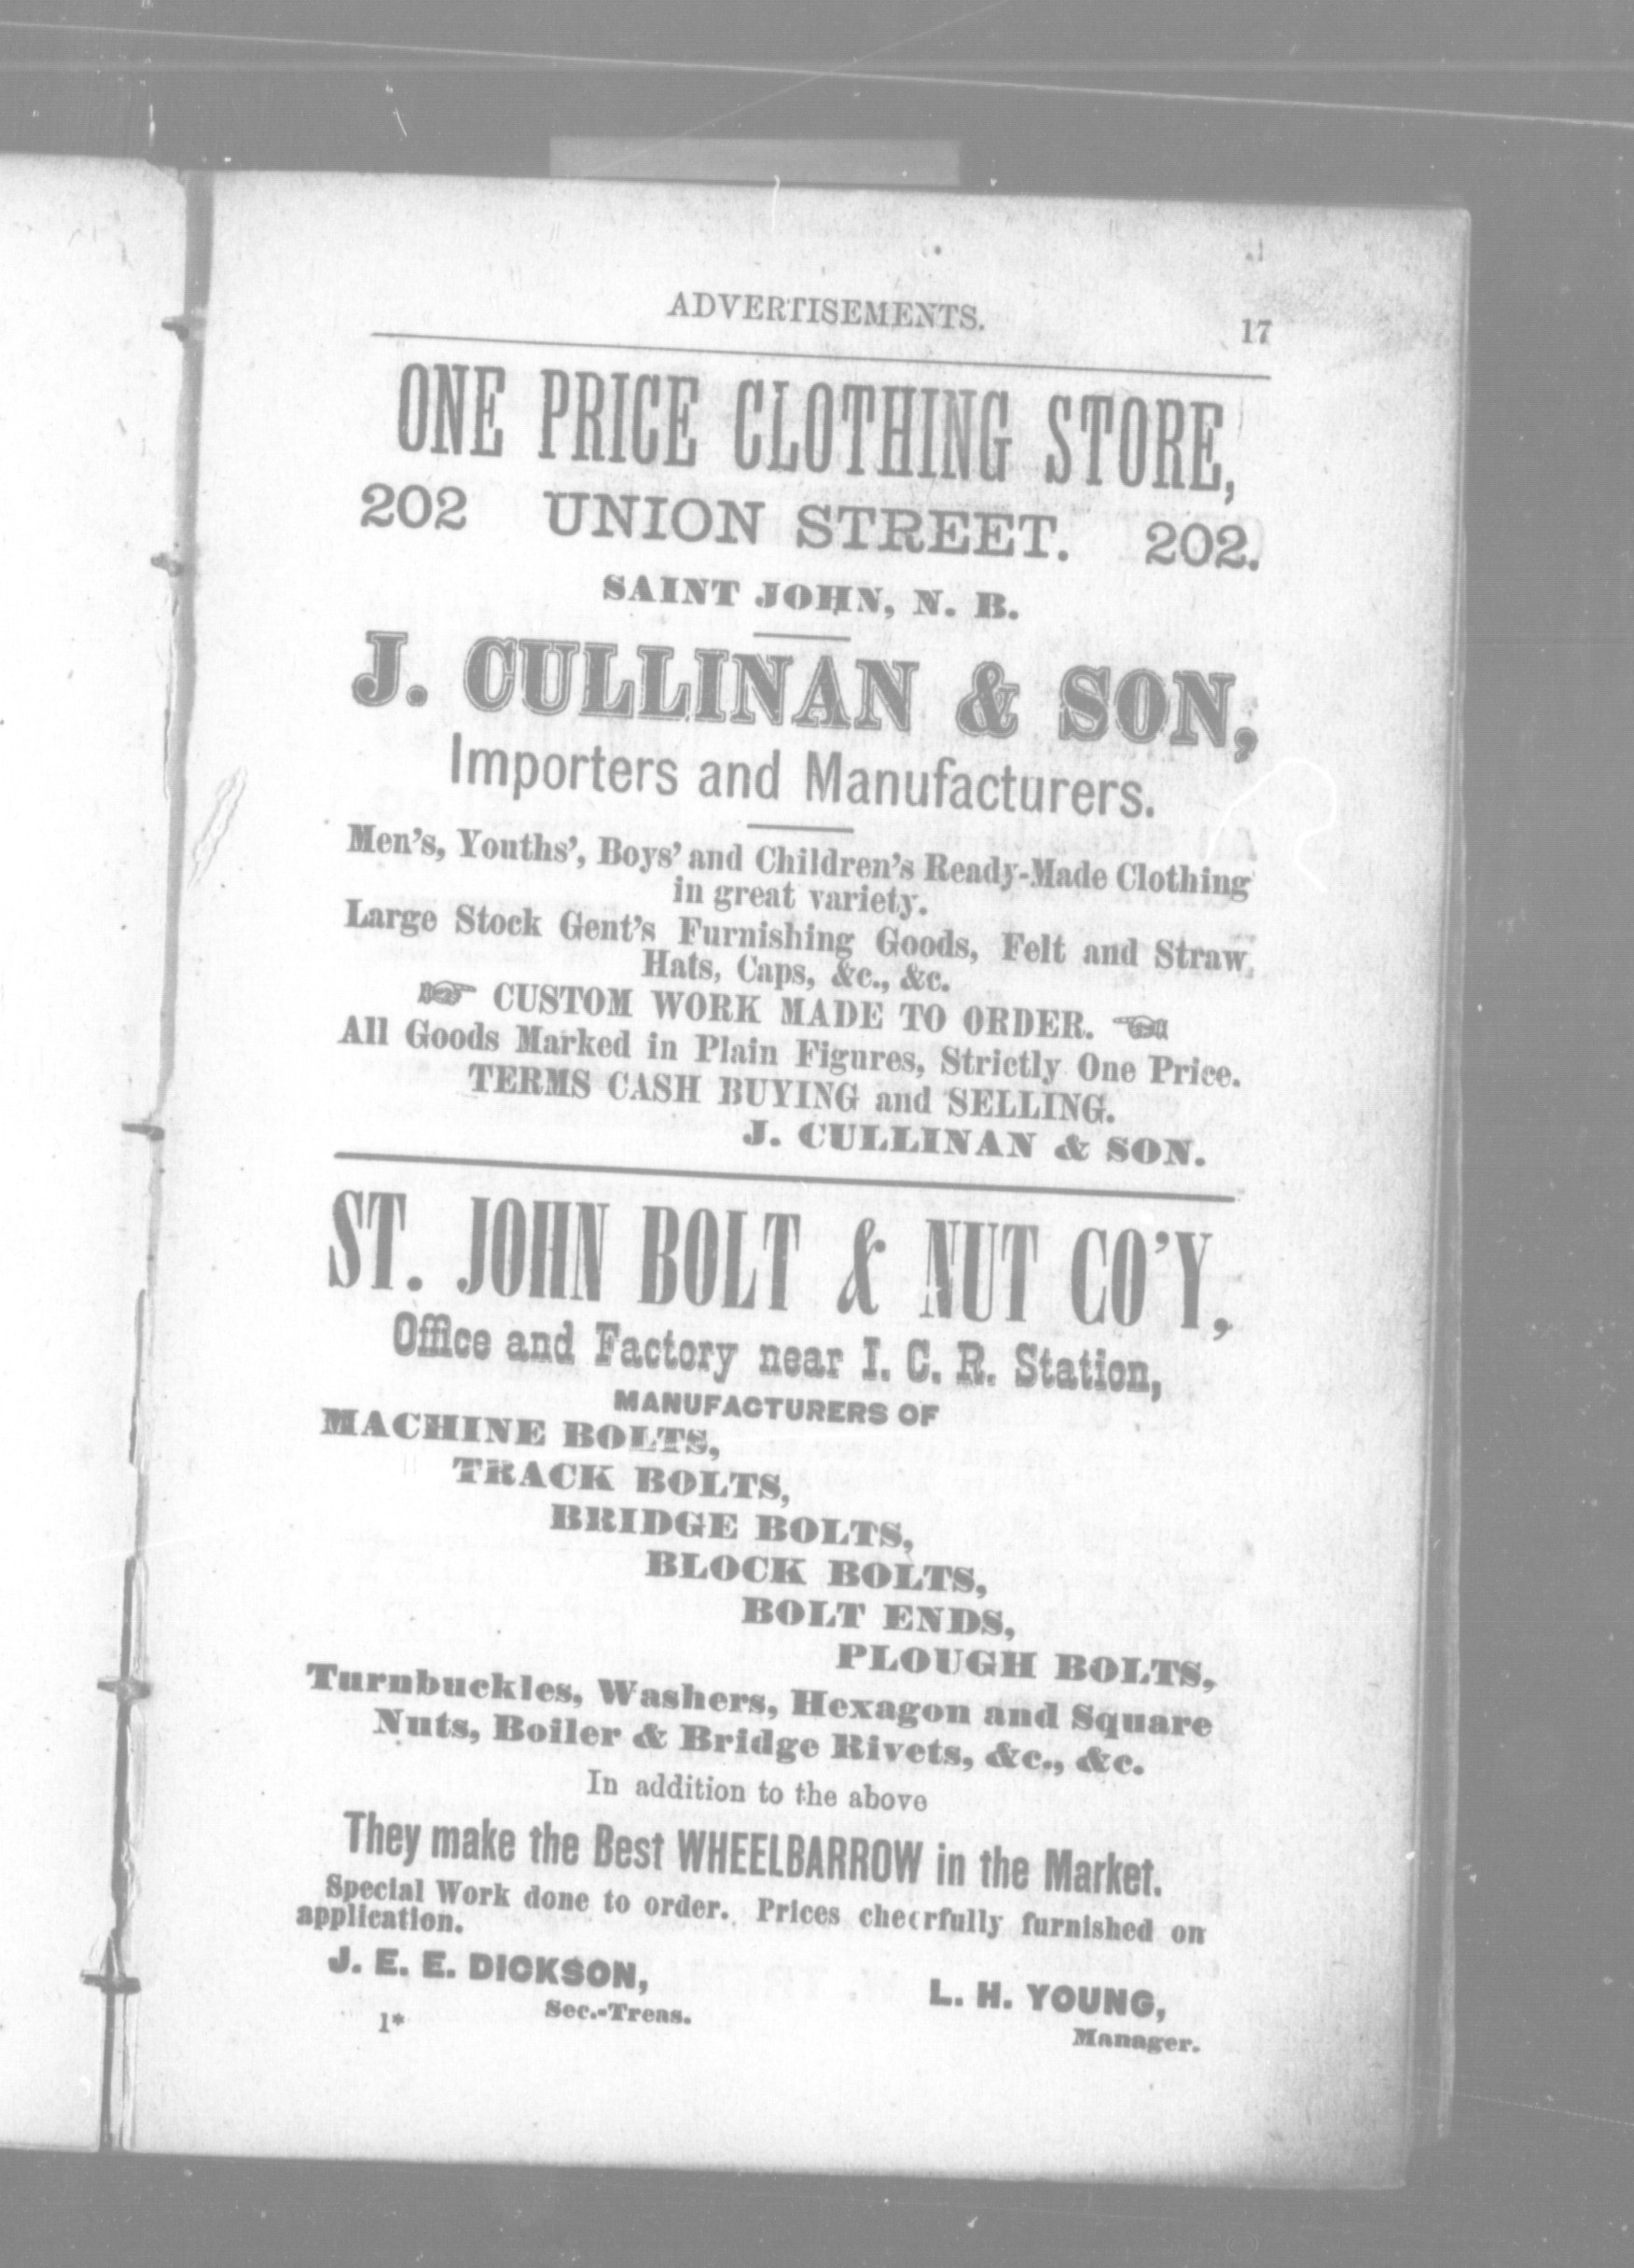 ADVERTISEMENTS. 17
ONE PRICE CLOTHING STORE,
202 UNION STREET. 202.
SAINT JOHN, N. B.
J. CULLINAN & SON,
Importers and Manufacturers.
Men's, Youths', Boys' and Children's Ready-Made Clothing
in great variety.
Large Stock Gent's Furnishing Goods, Felt and Straw
Hats, Caps, &c., &c.
☞ CUSTOM WORK MADE TO ORDER. ☜
All Goods Marked in Plain Figures, Strictly One Price.
TERMS CASH BUYING and SELLING.
J. CULLINAN & SON.
ST. JOHN BOLT & NUT CO'Y,
Office and Factory near I. C. R. Station,
MANUFACTURERS OF
MACHINE BOLTS,
TRACK BOLTS,
BRIDGE BOLTS,
BLOCK BOLTS,
BOLT ENDS,
PLOUGH BOLTS,
Turnbuckles, Washers, Hexagon and Square
Nuts, Boiler & Bridge Rivets, &c., &c.
In addition to the above
They make the Best WHEELBARROW in the Market.
Special Work done to order. Prices cheerfully furnished on
application.
J. E. E. DICKSON, L. H. YOUNG,
Sec.-Treas. Manager.
1*